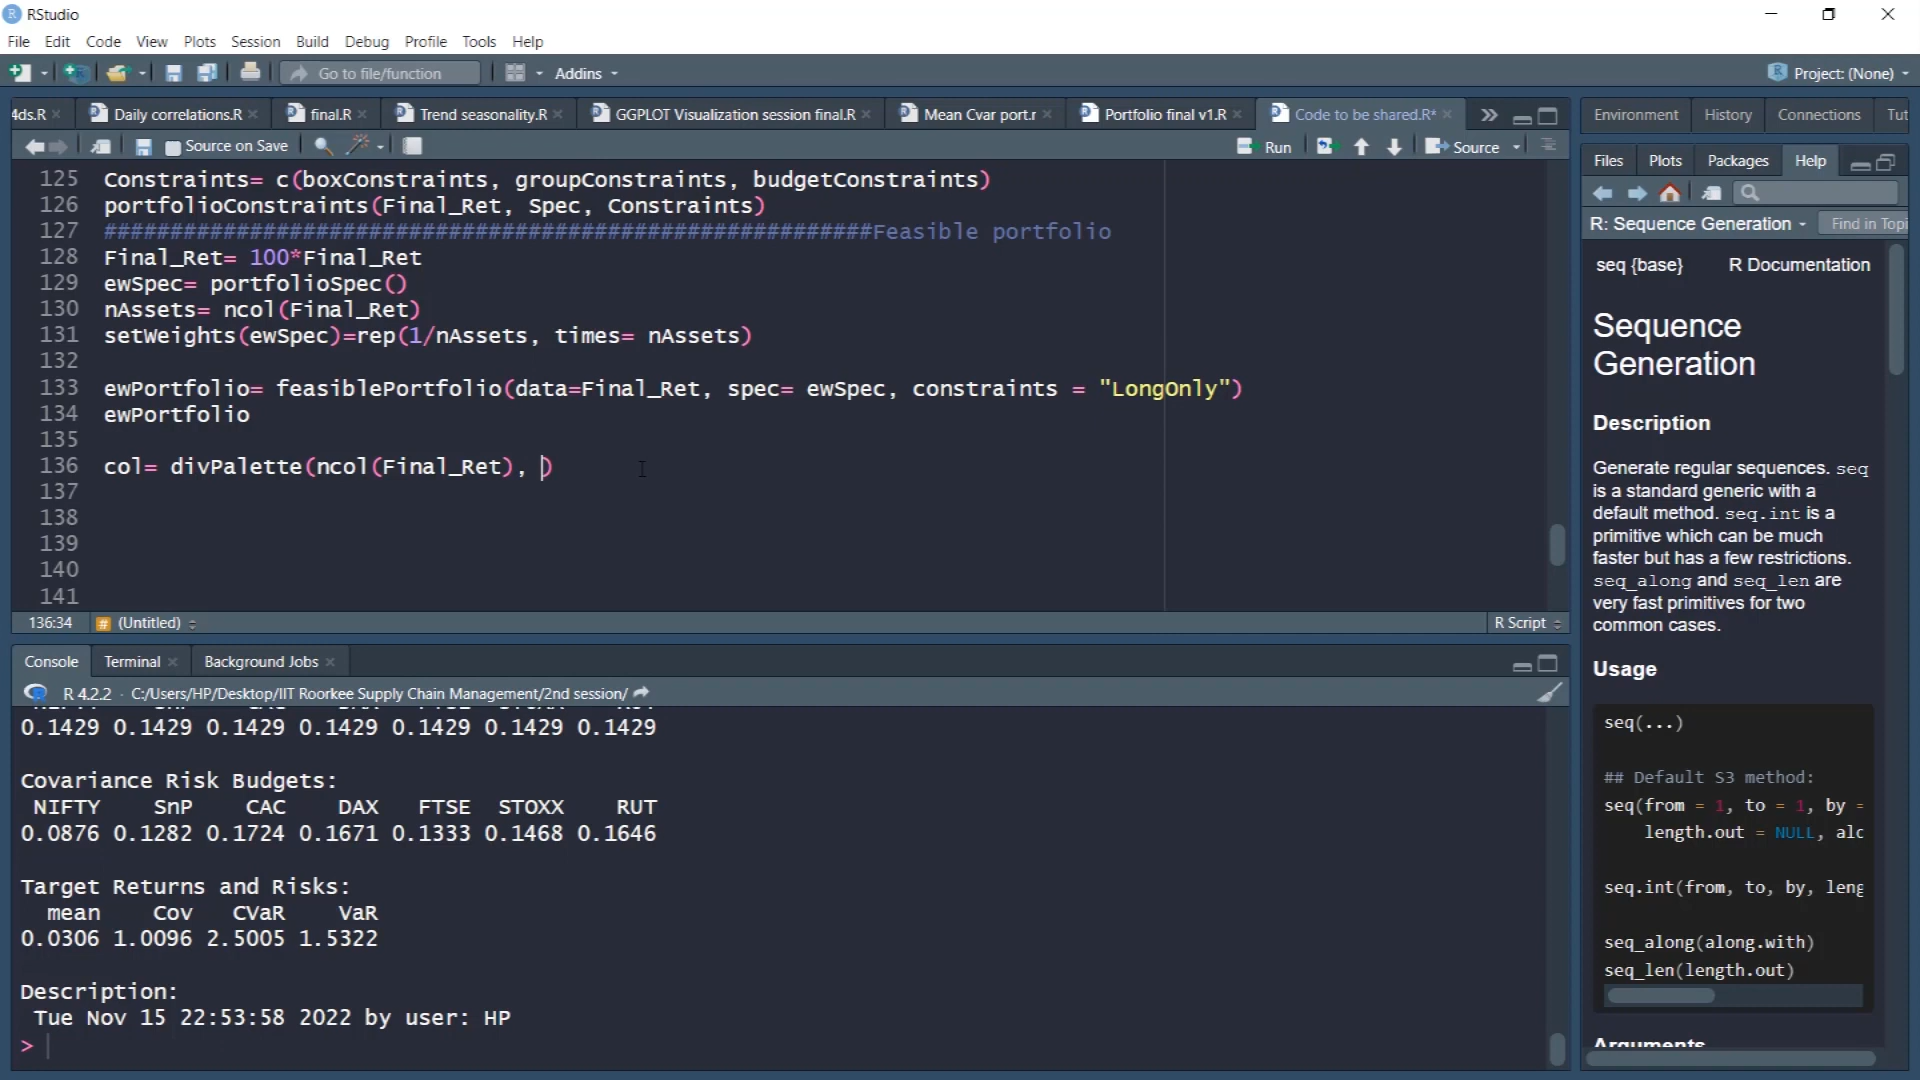 RStudio
File Edit Code View Plots Session Build Debug Profile Tools Help
Go to file/function Addins Project: (None)
4ds.R Daily correlations.R final.R Trend seasonality.R GGPLOT Visualization session final.R Mean Cvar port.r Portfolio final v1.R Code to be shared.R*
Source on Save Run Source
125 Constraints= c(boxConstraints, groupConstraints, budgetConstraints)
126 portfolioConstraints(Final_Ret, Spec, Constraints)
127 ##########################################################Feasible portfolio
128 Final_Ret= 100*Final_Ret
129 ewSpec= portfolioSpec()
130 nAssets= ncol(Final_Ret)
131 setWeights(ewSpec)=rep(1/nAssets, times= nAssets)
132
133 ewPortfolio= feasiblePortfolio(data=Final_Ret, spec= ewSpec, constraints = "LongOnly")
134 ewPortfolio
135
136 col= divPalette(ncol(Final_Ret), )
137
138
139
140
141
136:34 # (Untitled) R Script
Console Terminal Background Jobs
R 4.2.2 · C:/Users/HP/Desktop/IIT Roorkee Supply Chain Management/2nd session/
0.1429 0.1429 0.1429 0.1429 0.1429 0.1429 0.1429
Covariance Risk Budgets:
NIFTY SnP CAC DAX FTSE STOXX RUT
0.0876 0.1282 0.1724 0.1671 0.1333 0.1468 0.1646
Target Returns and Risks:
mean Cov CVaR VaR
0.0306 1.0096 2.5005 1.5322
Description:
Tue Nov 15 22:53:58 2022 by user: HP
>
Environment History Connections Tut
Files Plots Packages Help
R: Sequence Generation Find in Topi
seq {base} R Documentation
Sequence
Generation
Description
Generate regular sequences. seq
is a standard generic with a
default method. seq.int is a
primitive which can be much
faster but has a few restrictions.
seq_along and seq_len are
very fast primitives for two
common cases.
Usage
seq(...)
## Default S3 method:
seq(from = 1, to = 1, by =
length.out = NULL, alc
seq.int(from, to, by, leng
seq_along(along.with)
seq_len(length.out)
Arguments